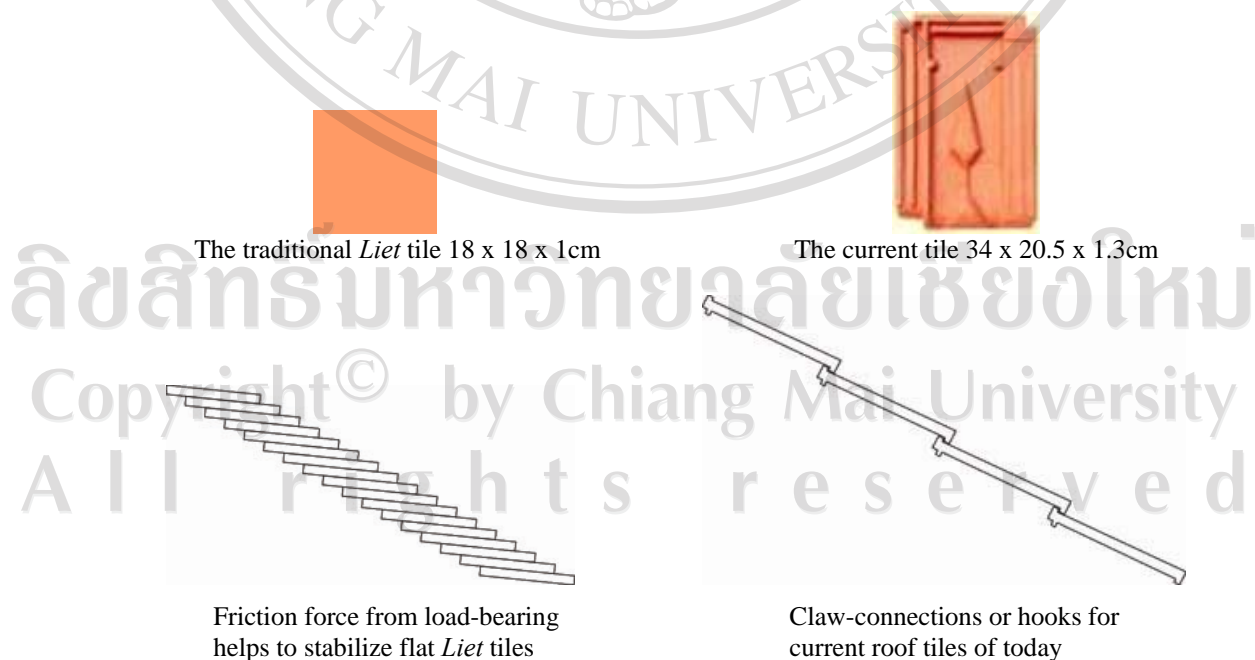 NG MAI UNIVERSIT
The traditional Liet tile 18 x 18 x 1cm
The current tile 34 x 20.5 x 1.3cm
ลิขสิทธิ์มหาวิทยาลัยเชียงใหม่
Copyright© by Chiang Mai University
All rights reserved
Friction force from load-bearing
helps to stabilize flat Liet tiles
Claw-connections or hooks for
current roof tiles of today